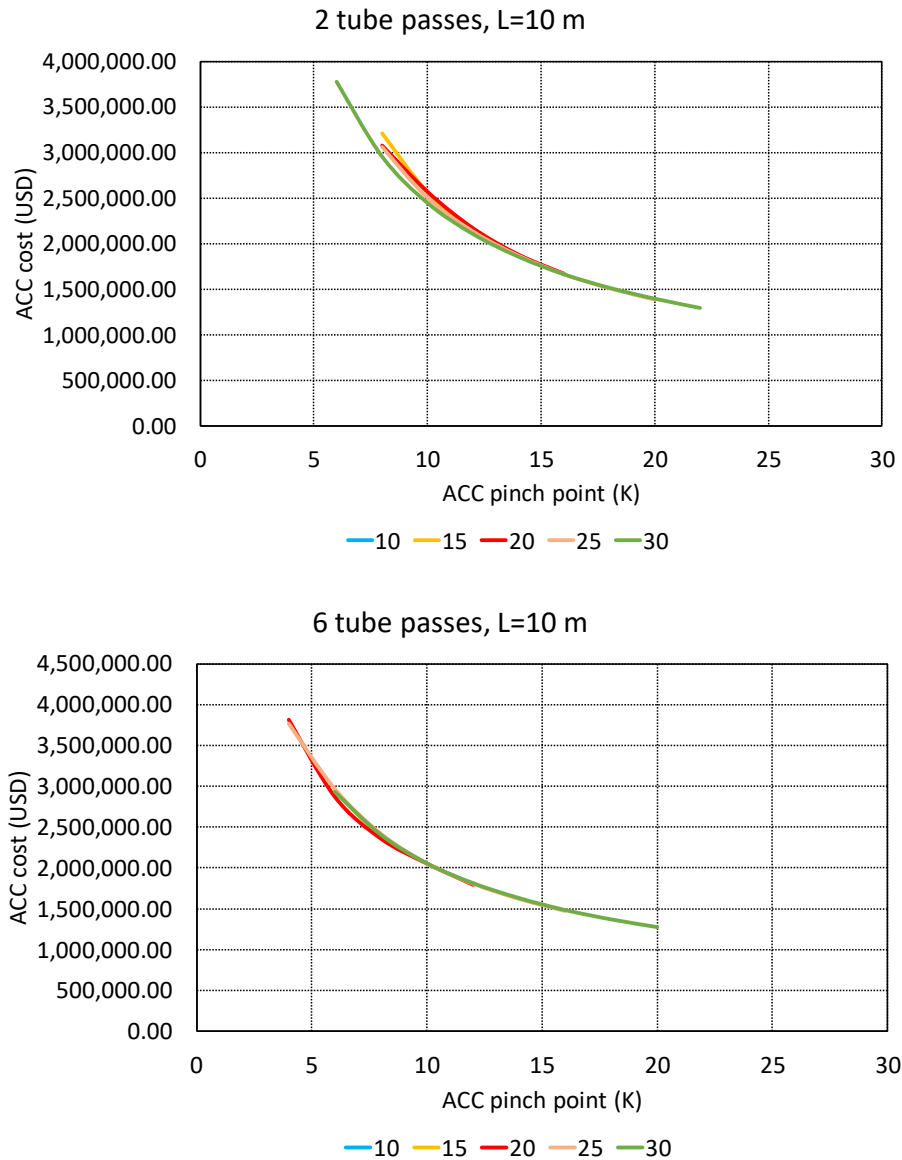 2 tube passes, L=10 m
4,000,000.00
3,500,000.00
3,000,000.00
2,500,000.00
2,000,000.00
1,500,000.00
1,000,000.00
500,000.00
0.00
ACC cost (USD)
0 5 10 15 20 25 30
ACC pinch point (K)
10 15 20 25 30
6 tube passes, L=10 m
4,500,000.00
4,000,000.00
3,500,000.00
3,000,000.00
2,500,000.00
2,000,000.00
1,500,000.00
1,000,000.00
500,000.00
0.00
ACC cost (USD)
0 5 10 15 20 25 30
ACC pinch point (K)
10 15 20 25 30